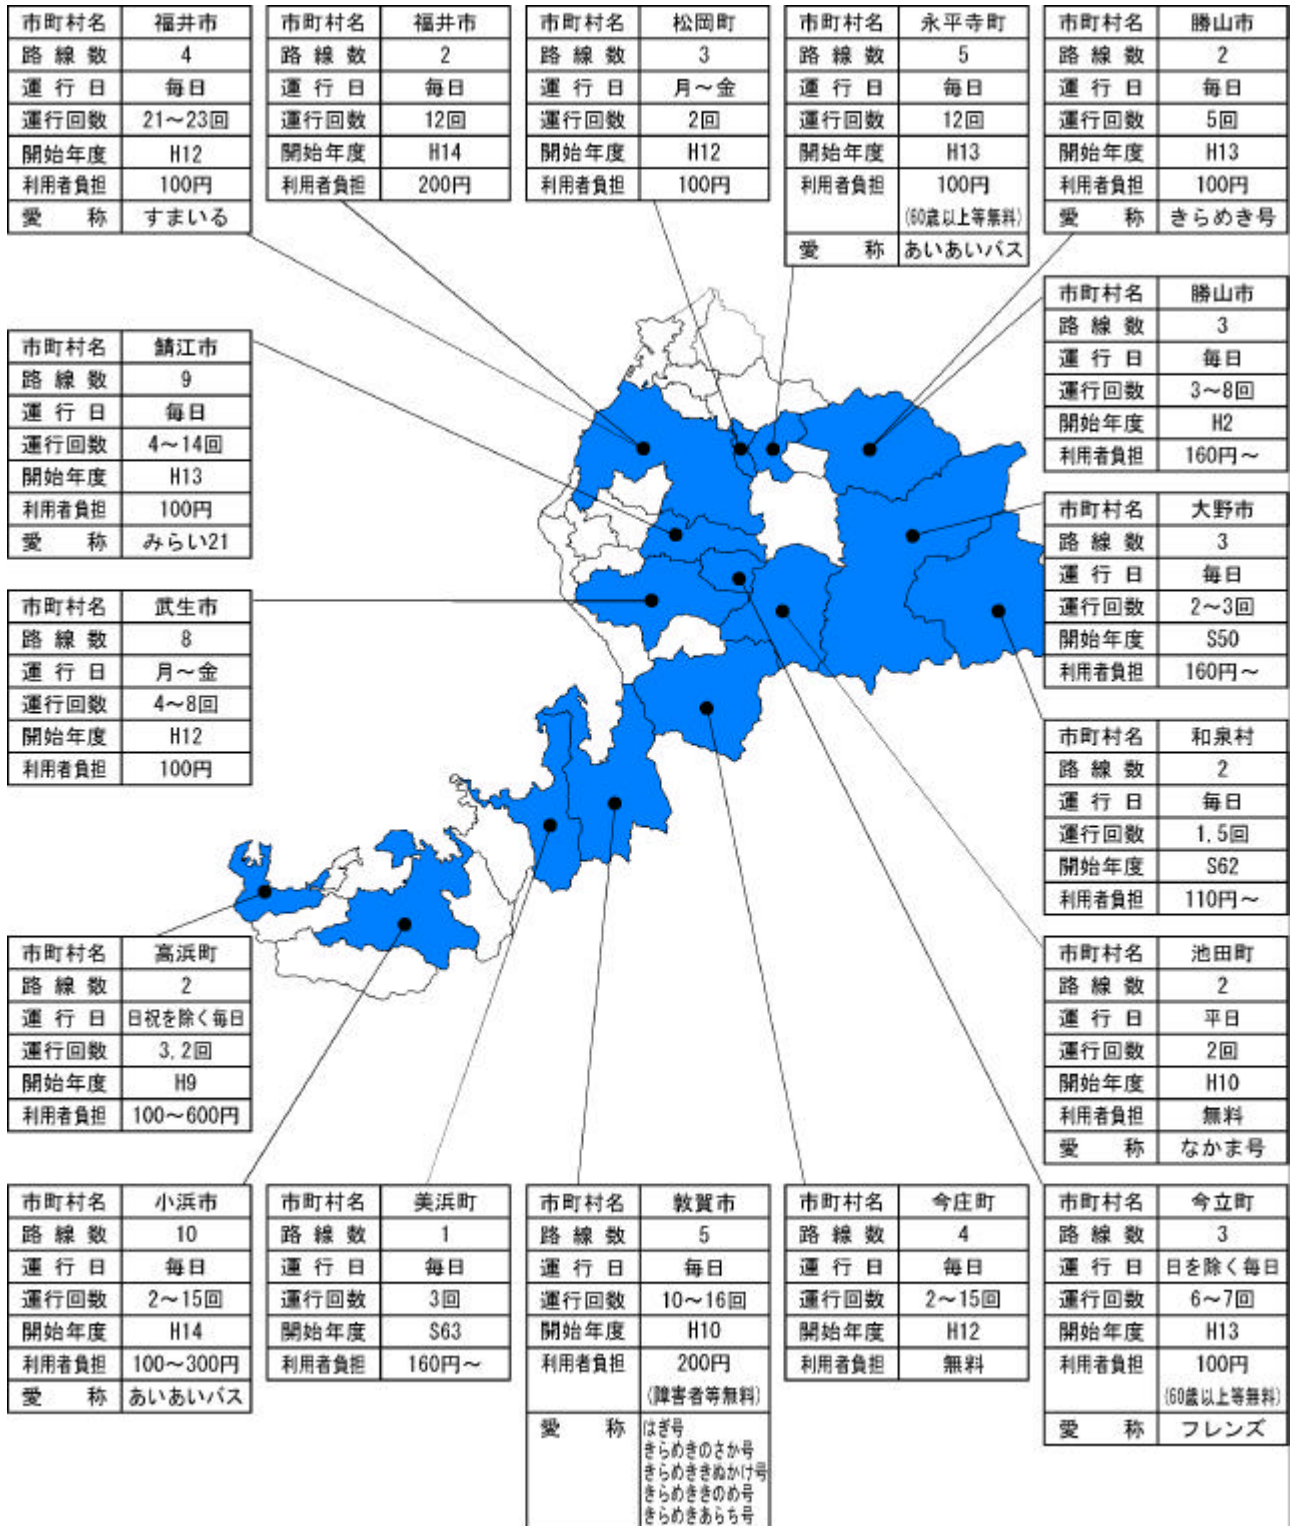 市町村名 福井市
路線数 4
運行日 毎日
運行回数 21～23回
開始年度 H12
利用者負担 100円
愛称 すまいる
市町村名 福井市
路線数 2
運行日 毎日
運行回数 12回
開始年度 H14
利用者負担 200円
市町村名 松岡町
路線数 3
運行日 月～金
運行回数 2回
開始年度 H12
利用者負担 100円
市町村名 永平寺町
路線数 5
運行日 毎日
運行回数 12回
開始年度 H13
利用者負担 100円
(60歳以上等無料)
愛称 あいあいバス
市町村名 勝山市
路線数 2
運行日 毎日
運行回数 5回
開始年度 H13
利用者負担 100円
愛称 きらめき号
市町村名 勝山市
路線数 3
運行日 毎日
運行回数 3～8回
開始年度 H2
利用者負担 160円～
市町村名 鯖江市
路線数 9
運行日 毎日
運行回数 4～14回
開始年度 H13
利用者負担 100円
愛称 みらい21
市町村名 大野市
路線数 3
運行日 毎日
運行回数 2～3回
開始年度 S50
利用者負担 160円～
市町村名 武生市
路線数 8
運行日 月～金
運行回数 4～8回
開始年度 H12
利用者負担 100円
市町村名 和泉村
路線数 2
運行日 毎日
運行回数 1.5回
開始年度 S62
利用者負担 110円～
市町村名 高浜町
路線数 2
運行日 日祝を除く毎日
運行回数 3,2回
開始年度 H9
利用者負担 100～600円
市町村名 池田町
路線数 2
運行日 平日
運行回数 2回
開始年度 H10
利用者負担 無料
愛称 なかま号
市町村名 小浜市
路線数 10
運行日 毎日
運行回数 2～15回
開始年度 H14
利用者負担 100～300円
愛称 あいあいバス
市町村名 美浜町
路線数 1
運行日 毎日
運行回数 3回
開始年度 S63
利用者負担 160円～
市町村名 敦賀市
路線数 5
運行日 毎日
運行回数 10～16回
開始年度 H10
利用者負担 200円
(障害者等無料)
愛称 はぎ号
きらめきのさか号
きらめききぬかけ号
きらめききのめ号
きらめきあらち号
市町村名 今庄町
路線数 4
運行日 毎日
運行回数 2～15回
開始年度 H12
利用者負担 無料
市町村名 今立町
路線数 3
運行日 日を除く毎日
運行回数 6～7回
開始年度 H13
利用者負担 100円
(60歳以上等無料)
愛称 フレンズ